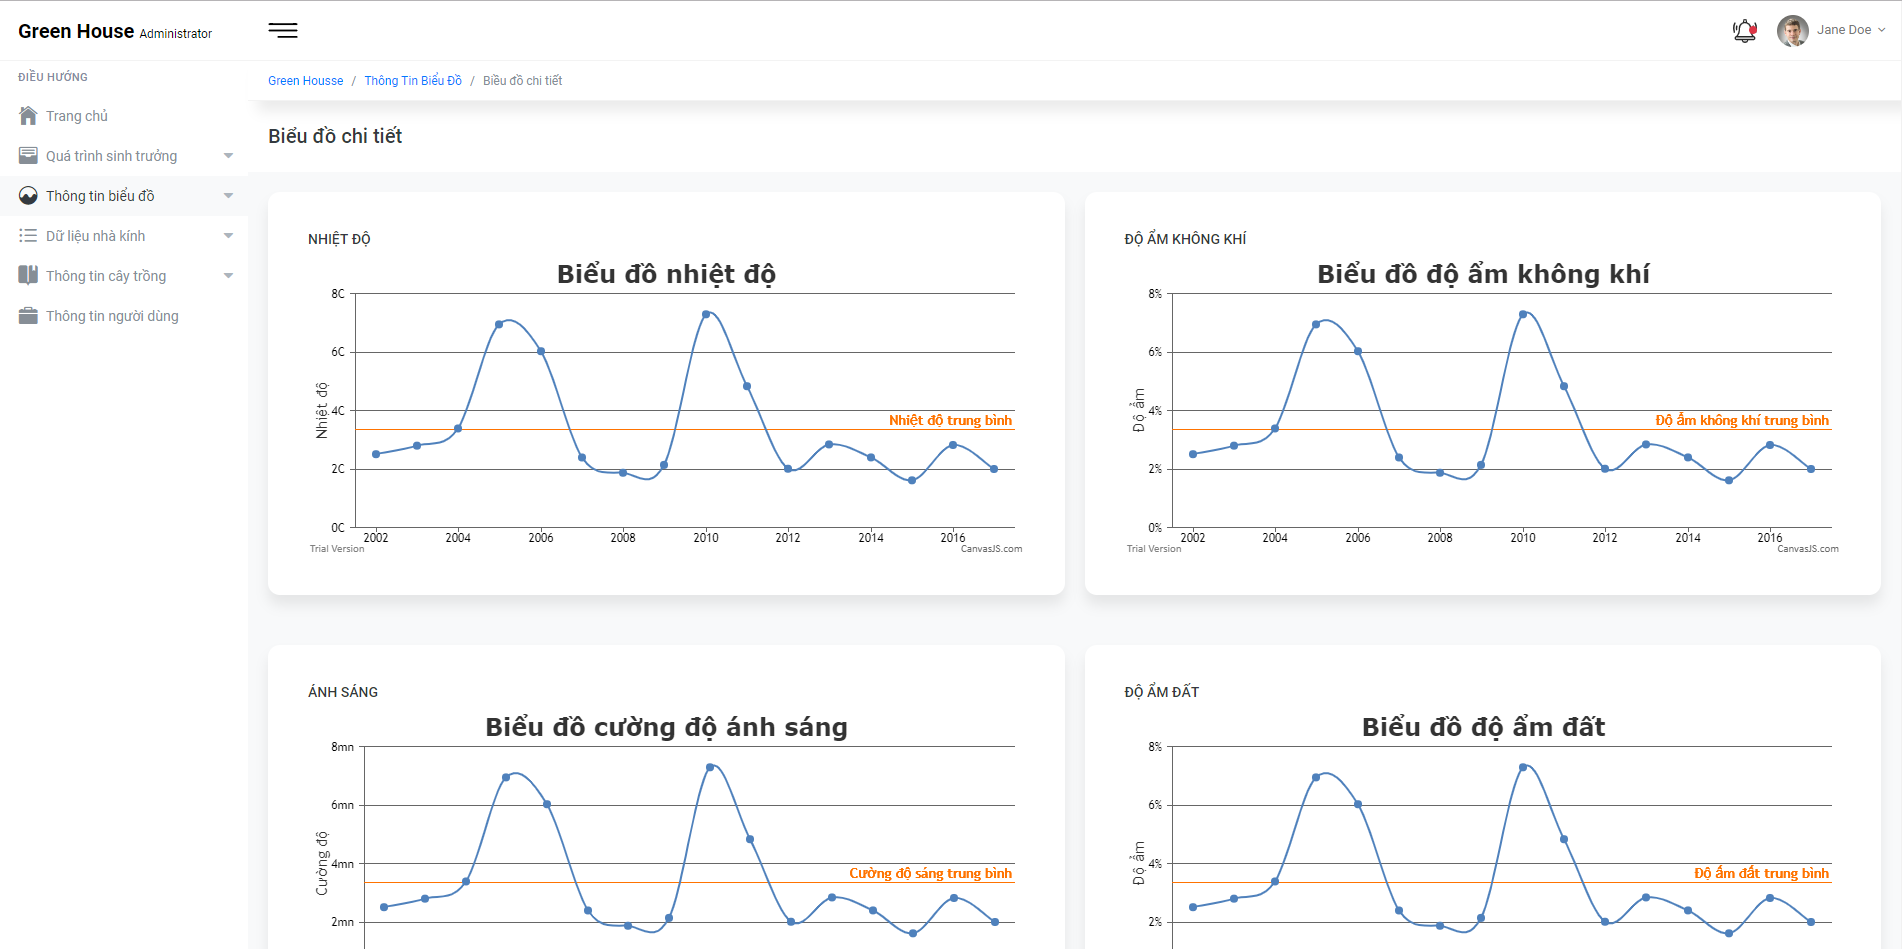 Green House Administrator
Jane Doe
ĐIỀU HƯỚNG
Trang chủ
Quá trình sinh trưởng
Thông tin biểu đồ
Dữ liệu nhà kính
Thông tin cây trồng
Thông tin người dùng
Green Housse / Thông Tin Biểu Đồ / Biều đồ chi tiết
Biểu đồ chi tiết
NHIỆT ĐỘ
Biểu đồ nhiệt độ
8C
6C
4C
2C
0C
Nhiệt độ
Nhiệt độ trung bình
2002 2004 2006 2008 2010 2012 2014 2016
Trial Version
CanvasJS.com
ĐỘ ẨM KHÔNG KHÍ
Biểu đồ độ ẩm không khí
8%
6%
4%
2%
0%
Độ ẩm
Độ ẩm không khí trung bình
2002 2004 2006 2008 2010 2012 2014 2016
Trial Version
CanvasJS.com
ÁNH SÁNG
Biểu đồ cường độ ánh sáng
8mn
6mn
4mn
2mn
Cường độ
Cường độ sáng trung bình
ĐỘ ẨM ĐẤT
Biểu đồ độ ẩm đất
8%
6%
4%
2%
Độ ẩm
Độ ẩm đất trung bình